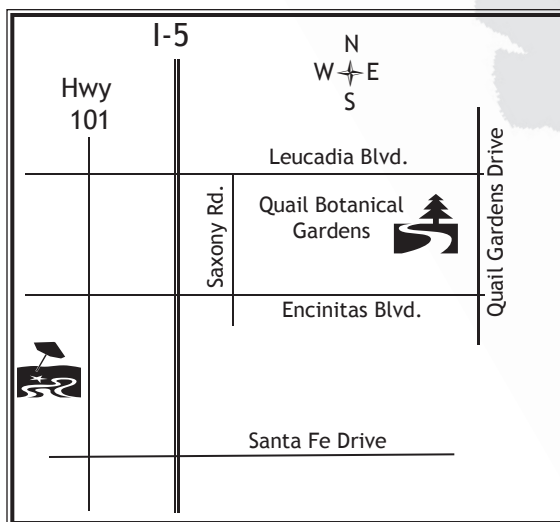 I-5
N
W E
S
Hwy
101
Leucadia Blvd.
Saxony Rd.
Quail Botanical
Gardens
Quail Gardens Drive
Encinitas Blvd.
Santa Fe Drive